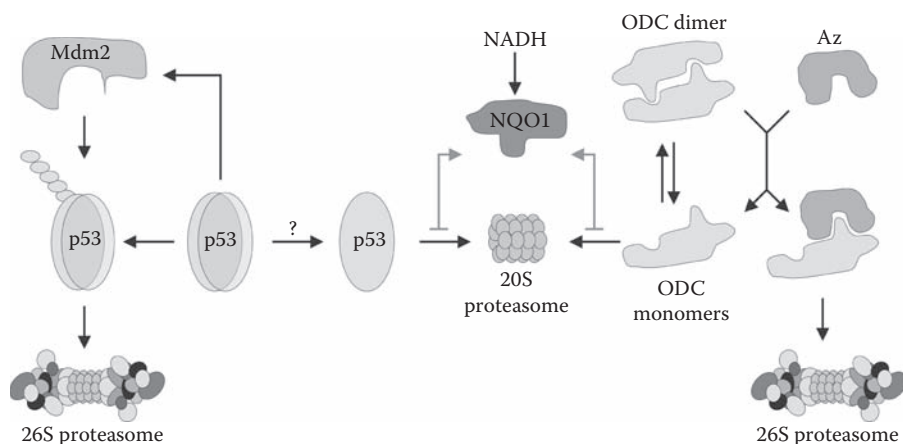 Mdm2
NADH
ODC dimer
Az
NQO1
p53
p53
?
p53
20S
proteasome
ODC
monomers
26S proteasome
26S proteasome